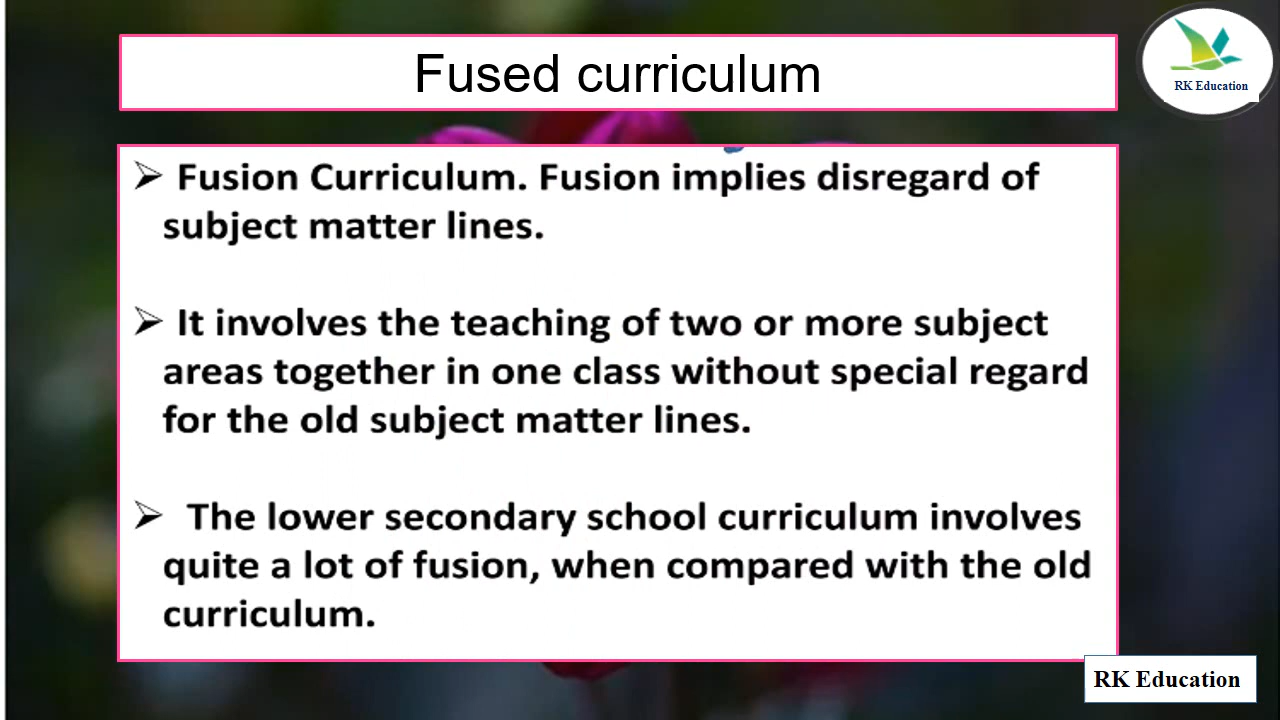 Fused curriculum
RK Education
➢ Fusion Curriculum. Fusion implies disregard of
subject matter lines.
➢ It involves the teaching of two or more subject
areas together in one class without special regard
for the old subject matter lines.
➢ The lower secondary school curriculum involves
quite a lot of fusion, when compared with the old
curriculum.
RK Education